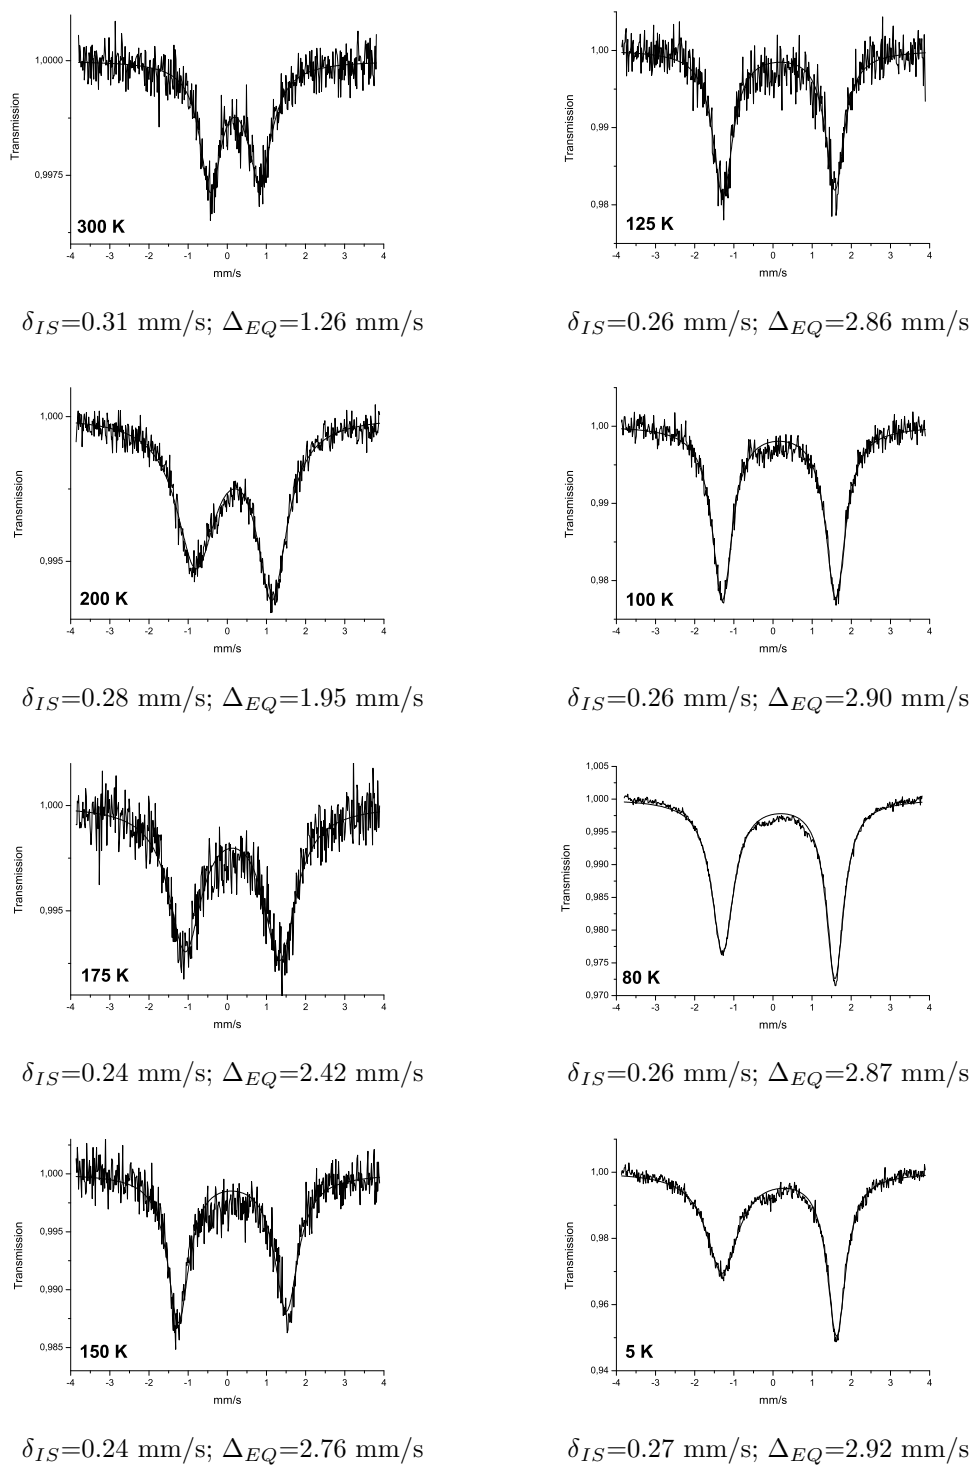 1,0000
0,9975
Transmission
300 K
-4 -3 -2 -1 0 1 2 3 4
mm/s
δIS=0.31 mm/s; ΔEQ=1.26 mm/s
1,00
0,99
0,98
Transmission
125 K
-4 -3 -2 -1 0 1 2 3 4
mm/s
δIS=0.26 mm/s; ΔEQ=2.86 mm/s
1,000
0,995
Transmission
200 K
-4 -3 -2 -1 0 1 2 3 4
mm/s
δIS=0.28 mm/s; ΔEQ=1.95 mm/s
1,00
0,99
0,98
Transmission
100 K
-4 -3 -2 -1 0 1 2 3 4
mm/s
δIS=0.26 mm/s; ΔEQ=2.90 mm/s
1,000
0,995
Transmission
175 K
-4 -3 -2 -1 0 1 2 3 4
mm/s
δIS=0.24 mm/s; ΔEQ=2.42 mm/s
1,005
1,000
0,995
0,990
0,985
0,980
0,975
0,970
Transmission
80 K
-4 -3 -2 -1 0 1 2 3 4
mm/s
δIS=0.26 mm/s; ΔEQ=2.87 mm/s
1,000
0,995
0,990
0,985
Transmission
150 K
-4 -3 -2 -1 0 1 2 3 4
mm/s
δIS=0.24 mm/s; ΔEQ=2.76 mm/s
1,00
0,98
0,96
0,94
Transmission
5 K
-4 -3 -2 -1 0 1 2 3 4
mm/s
δIS=0.27 mm/s; ΔEQ=2.92 mm/s